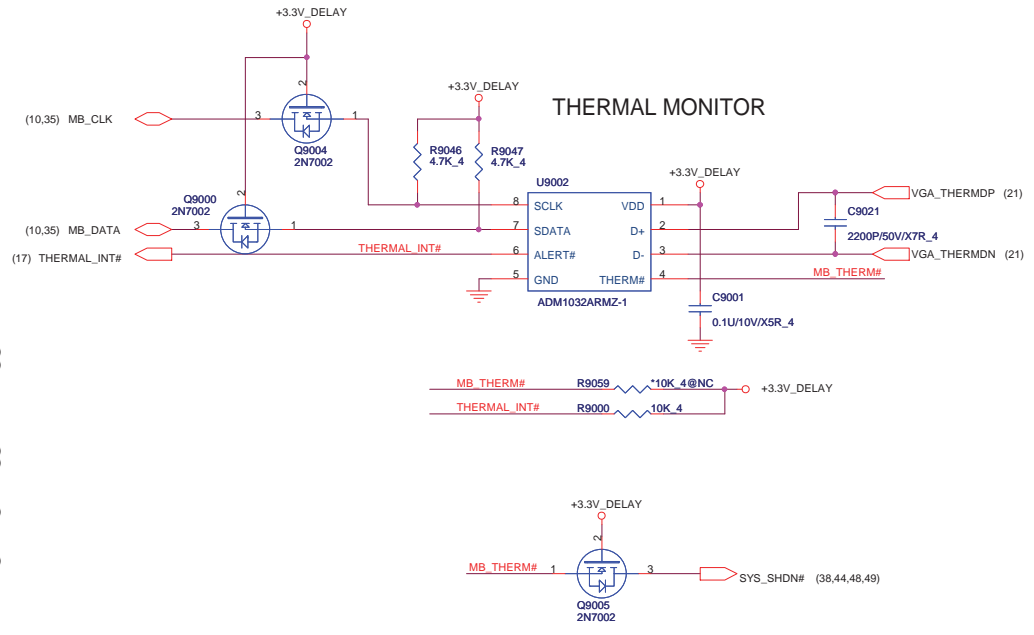 +3.3V_DELAY
2
(10,35) MB_CLK 3 1
Q9004
2N7002
+3.3V_DELAY
THERMAL MONITOR
R9046
4.7K_4
R9047
4.7K_4
Q9000
2N7002
2
(10,35) MB_DATA 3 1
(17) THERMAL_INT# THERMAL_INT#
U9002
+3.3V_DELAY
8 SCLK VDD 1
7 SDATA D+ 2
6 ALERT# D- 3
5 GND THERM# 4
ADM1032ARMZ-1
VGA_THERMDP (21)
C9021
2200P/50V/X7R_4
VGA_THERMDN (21)
MB_THERM#
C9001
0.1U/10V/X5R_4
MB_THERM# R9059 *10K_4@NC +3.3V_DELAY
THERMAL_INT# R9000 10K_4
+3.3V_DELAY
2
MB_THERM# 1 3 SYS_SHDN# (38,44,48,49)
Q9005
2N7002